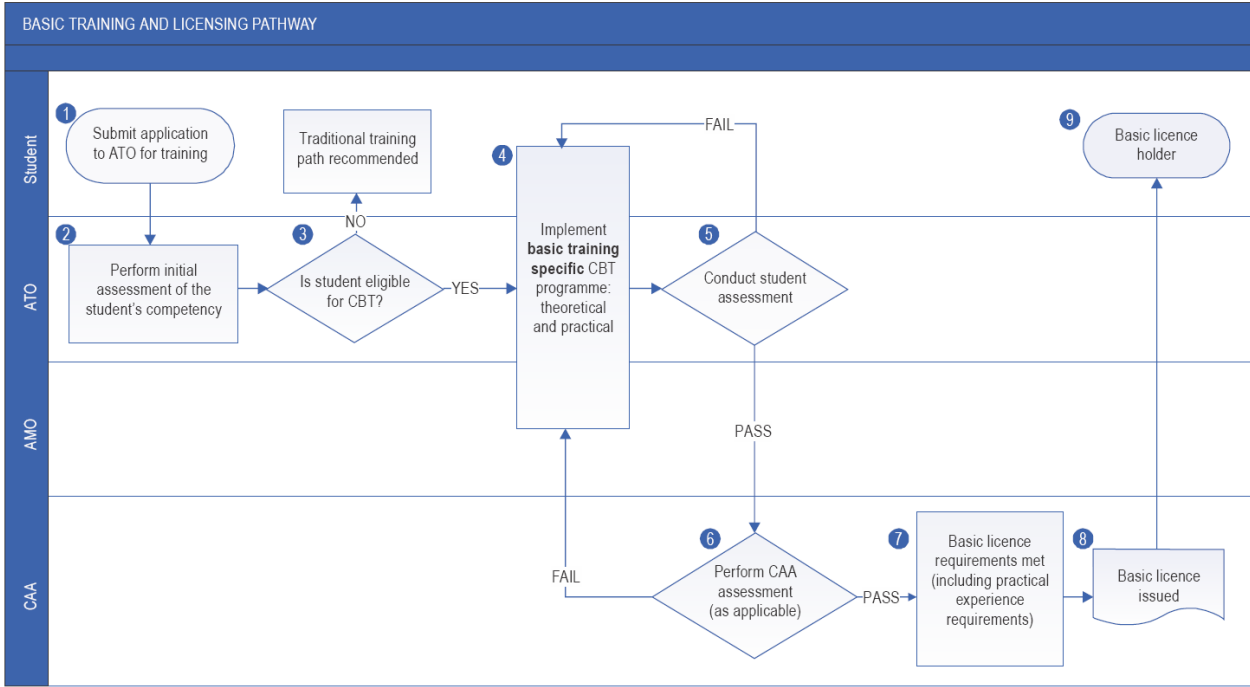 BASIC TRAINING AND LICENSING PATHWAY
Student
1
Submit application
to ATO for training
Traditional training
path recommended
NO
ATO
2
Perform initial
assessment of the
student's competency
3
Is student eligible
for CBT?
YES
4
Implement
basic training
specific CBT
programme:
theoretical
and practical
FAIL
5
Conduct student
assessment
PASS
AMO
CAA
FAIL
6
Perform CAA
assessment
(as applicable)
PASS
7
Basic licence
requirements met
(including practical
experience
requirements)
8
Basic licence
issued
9
Basic licence
holder